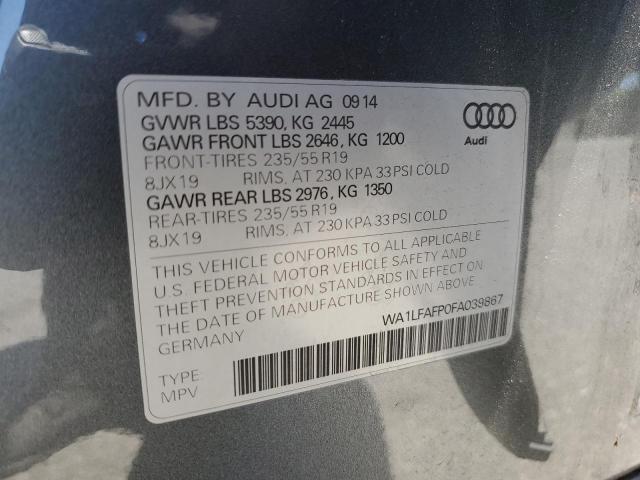 MFD. BY AUDI AG 09 14
GVWR LBS 5390, KG 2445
GAWR FRONT LBS 2646, KG 1200
FRONT-TIRES 235/55 R19
8JX19 RIMS, AT 230 KPA 33 PSI COLD
GAWR REAR LBS 2976, KG 1350
REAR-TIRES 235/55 R19
8JX19 RIMS, AT 230 KPA 33 PSI COLD
Audi
THIS VEHICLE CONFORMS TO ALL APPLICABLE
U.S. FEDERAL MOTOR VEHICLE SAFETY AND
THEFT PREVENTION STANDARDS IN EFFECT ON
THE DATE OF MANUFACTURE SHOWN ABOVE
GERMANY
WA1LFAFP0FA039867
TYPE:
MPV